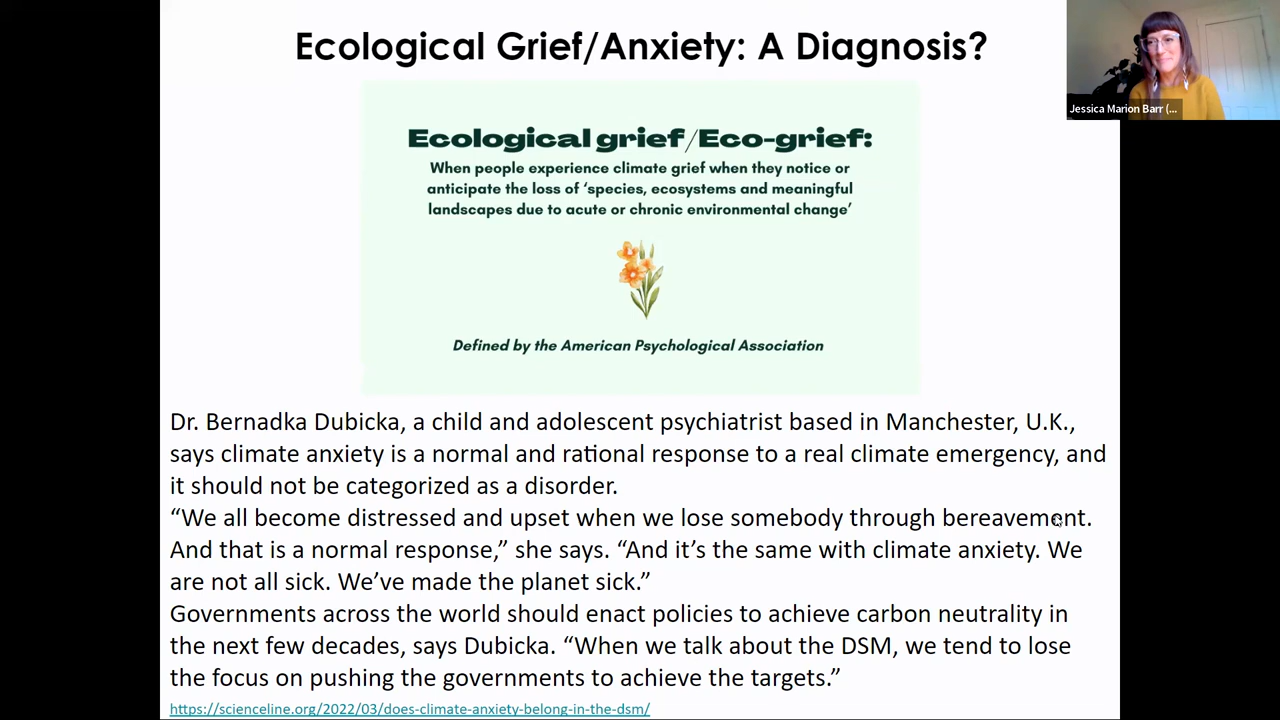 Ecological Grief/Anxiety: A Diagnosis?
Jessica Marion Barr (...
Ecological grief/Eco-grief:
When people experience climate grief when they notice or
anticipate the loss of ‘species, ecosystems and meaningful
landscapes due to acute or chronic environmental change’
Defined by the American Psychological Association
Dr. Bernadka Dubicka, a child and adolescent psychiatrist based in Manchester, U.K.,
says climate anxiety is a normal and rational response to a real climate emergency, and
it should not be categorized as a disorder.
“We all become distressed and upset when we lose somebody through bereavement.
And that is a normal response,” she says. “And it’s the same with climate anxiety. We
are not all sick. We’ve made the planet sick.”
Governments across the world should enact policies to achieve carbon neutrality in
the next few decades, says Dubicka. “When we talk about the DSM, we tend to lose
the focus on pushing the governments to achieve the targets.”
https://scienceline.org/2022/03/does-climate-anxiety-belong-in-the-dsm/